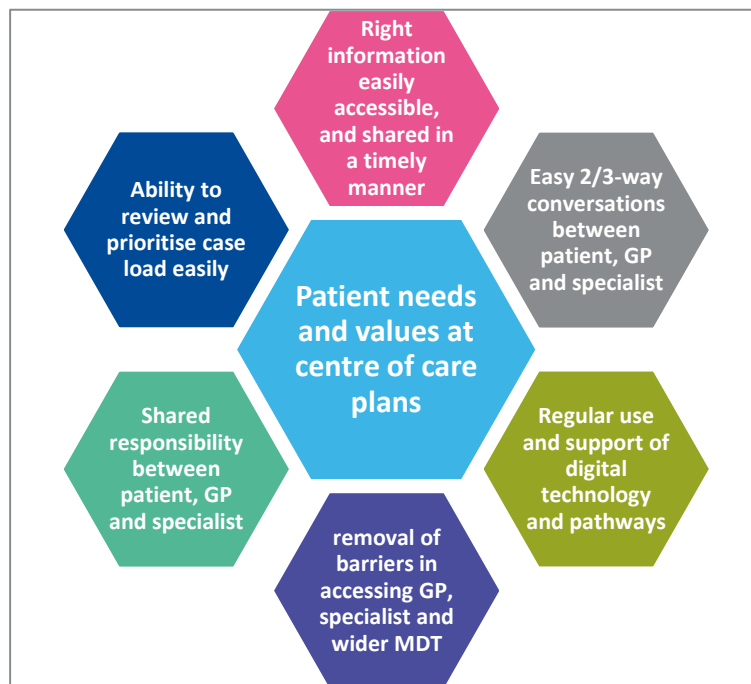 Right
information
easily
accessible,
and shared in
a timely
manner
Easy 2/3-way
conversations
between
patient, GP
and specialist
Ability to
review and
prioritise case
load easily
Patient needs
and values at
centre of care
plans
Shared
responsibility
between
patient, GP
and specialist
Regular use
and support of
digital
technology
and pathways
removal of
barriers in
accessing GP,
specialist and
wider MDT